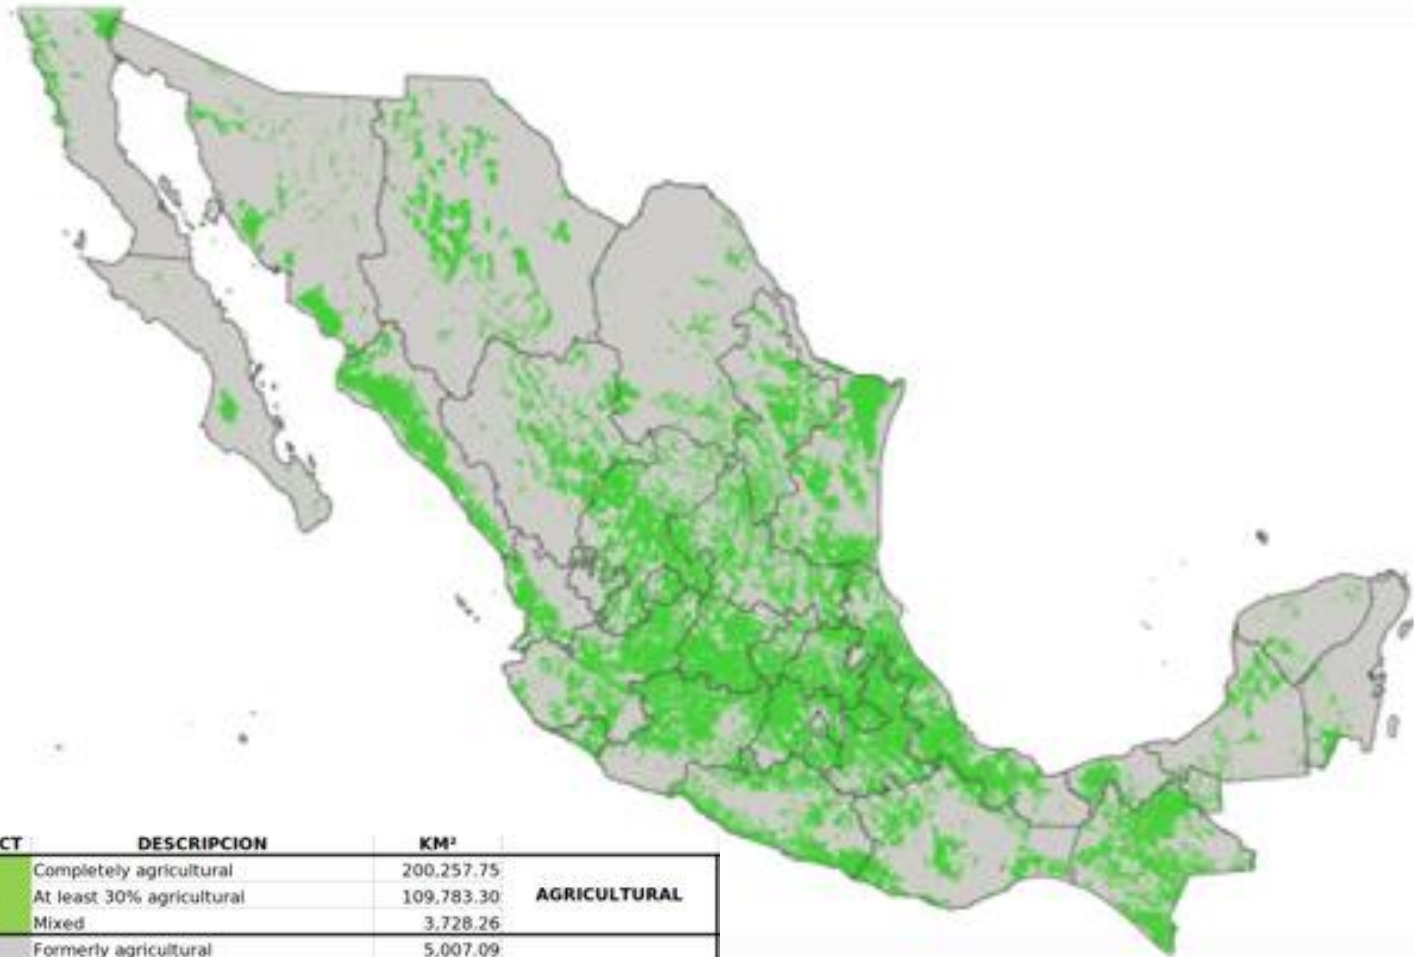 CT DESCRIPCION KM²
Completely agricultural 200,257.75
At least 30% agricultural 109,783.30 AGRICULTURAL
Mixed 3,728.26
Formerly agricultural 5,007.09